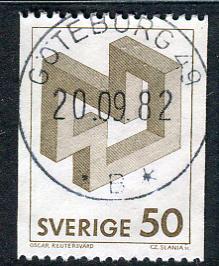 GÖTEBORG 49
20.09.82
* B *
SVERIGE 50
OSCAR REUTERSVÄRD CZ. SLANIA sc.